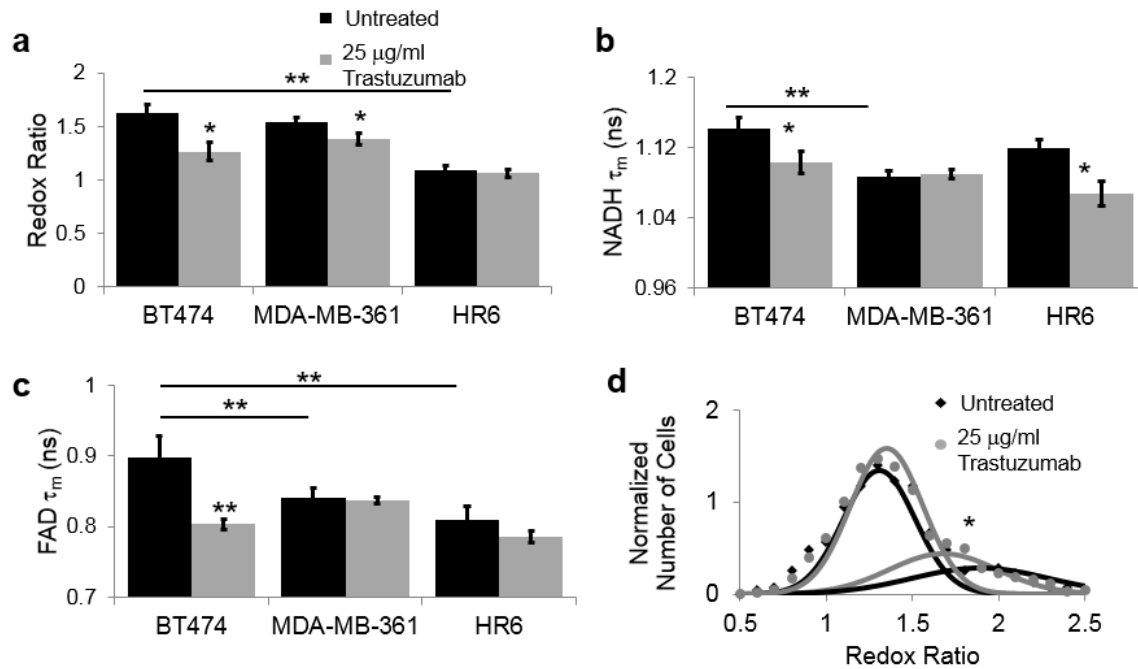 a
Untreated
25 μg/ml
Trastuzumab
**
2
1.5
1
0.5
0
Redox Ratio
*
*
BT474
MDA-MB-361
HR6
b
1.2
1.12
1.04
0.96
NADH τm (ns)
**
*
*
BT474
MDA-MB-361
HR6
c
1
0.9
0.8
0.7
FAD τm (ns)
**
**
**
BT474
MDA-MB-361
HR6
d
Untreated
25 μg/ml
Trastuzumab
2
1
0
Normalized
Number of Cells
*
0.5
1
1.5
2
2.5
Redox Ratio